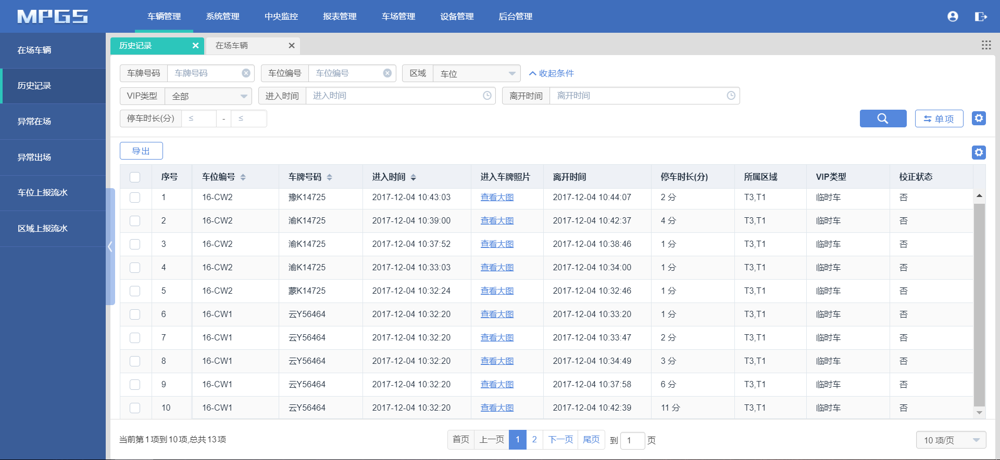 MPGS 车辆管理 系统管理 中央监控 报表管理 车场管理 设备管理 后台管理
在场车辆
历史记录
异常在场
异常出场
车位上报流水
区域上报流水
历史记录 在场车辆
车牌号码 车牌号码 车位编号 车位编号 区域 车位 收起条件
VIP类型 全部 进入时间 进入时间 离开时间 离开时间
停车时长(分) ≤ - ≤ 单项
导出
序号 车位编号 车牌号码 进入时间 进入车牌照片 离开时间 停车时长(分) 所属区域 VIP类型 校正状态
1 16-CW2 豫K14725 2017-12-04 10:43:03 查看大图 2017-12-04 10:44:07 2 分 T3,T1 临时车 否
2 16-CW2 渝K14725 2017-12-04 10:39:00 查看大图 2017-12-04 10:42:37 4 分 T3,T1 临时车 否
3 16-CW2 渝K14725 2017-12-04 10:37:52 查看大图 2017-12-04 10:38:46 1 分 T3,T1 临时车 否
4 16-CW2 渝K14725 2017-12-04 10:33:03 查看大图 2017-12-04 10:34:00 1 分 T3,T1 临时车 否
5 16-CW2 蒙K14725 2017-12-04 10:32:24 查看大图 2017-12-04 10:32:46 1 分 T3,T1 临时车 否
6 16-CW1 云Y56464 2017-12-04 10:32:20 查看大图 2017-12-04 10:33:20 1 分 T3,T1 临时车 否
7 16-CW1 云Y56464 2017-12-04 10:32:20 查看大图 2017-12-04 10:33:47 2 分 T3,T1 临时车 否
8 16-CW1 云Y56464 2017-12-04 10:32:20 查看大图 2017-12-04 10:34:49 3 分 T3,T1 临时车 否
9 16-CW1 云Y56464 2017-12-04 10:32:20 查看大图 2017-12-04 10:37:58 6 分 T3,T1 临时车 否
10 16-CW1 云Y56464 2017-12-04 10:32:20 查看大图 2017-12-04 10:42:39 11 分 T3,T1 临时车 否
当前第1项到10项,总共13项 首页 上一页 1 2 下一页 尾页 到 1 页 10 项/页